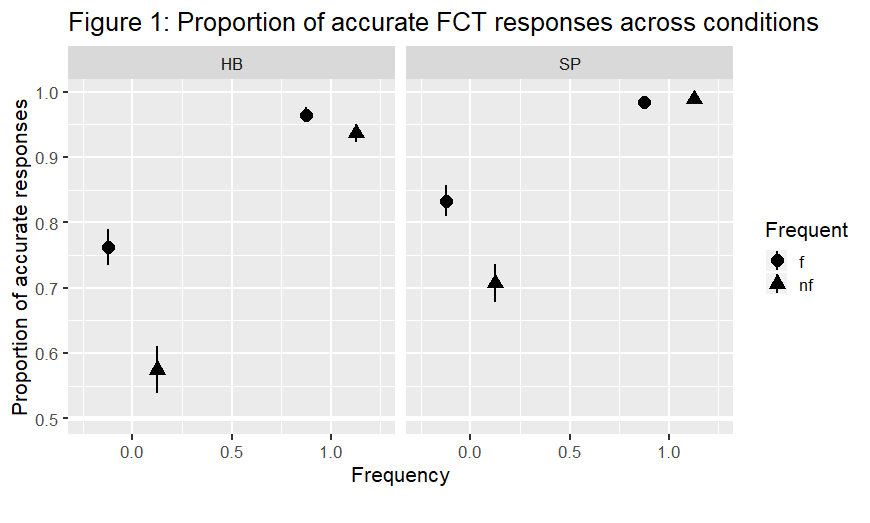 Figure 1: Proportion of accurate FCT responses across conditions
HB
SP
Proportion of accurate responses
1.0
0.9
0.8
0.7
0.6
0.5
0.0
0.5
1.0
0.0
0.5
1.0
Frequency
Frequent
f
nf